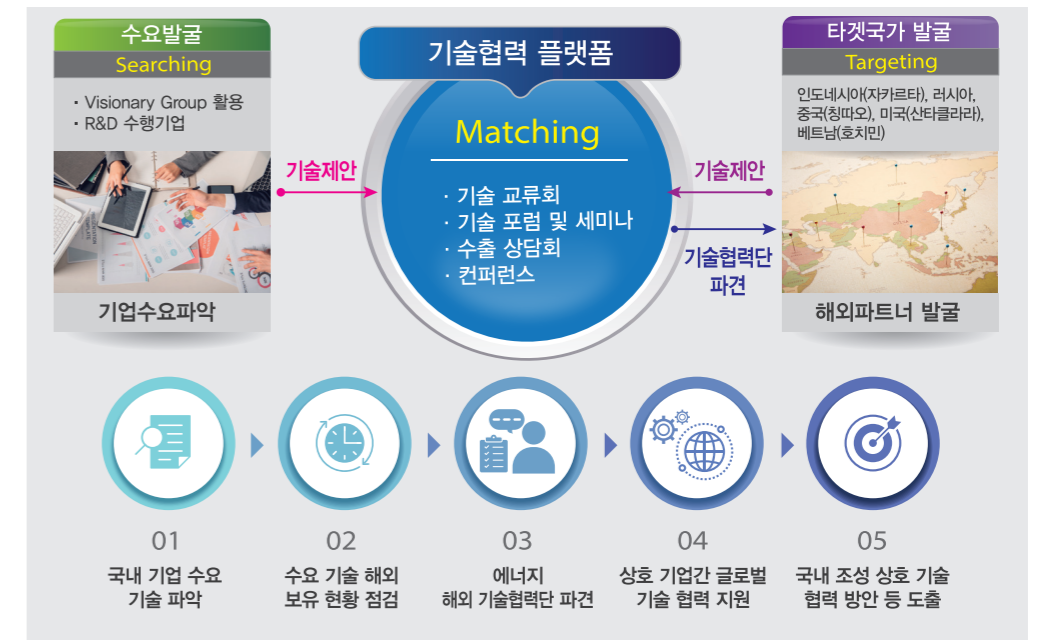 수요발굴
Searching
· Visionary Group 활용
· R&D 수행기업
기업수요파악
기술제안
기술협력 플랫폼
Matching
· 기술 교류회
· 기술 포럼 및 세미나
· 수출 상담회
· 컨퍼런스
기술제안
기술협력단
파견
타겟국가 발굴
Targeting
인도네시아(자카르타), 러시아,
중국(칭따오), 미국(산타클라라),
베트남(호치민)
해외파트너 발굴
01
국내 기업 수요
기술 파악
02
수요 기술 해외
보유 현황 점검
03
에너지
해외 기술협력단 파견
04
상호 기업간 글로벌
기술 협력 지원
05
국내 조성 상호 기술
협력 방안 등 도출